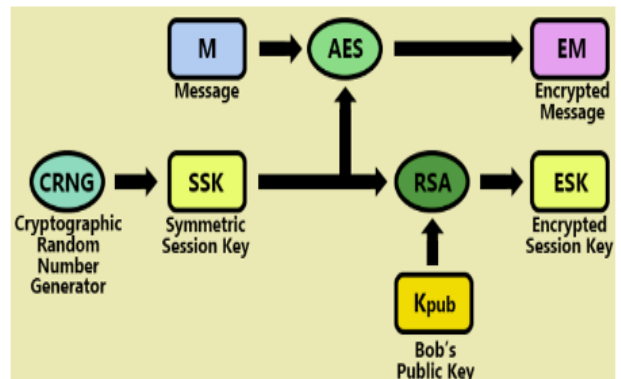 M
AES
EM
Message
Encrypted
Message
CRNG
SSK
RSA
ESK
Cryptographic
Random
Number
Generator
Symmetric
Session Key
Encrypted
Session Key
Kpub
Bob's
Public Key